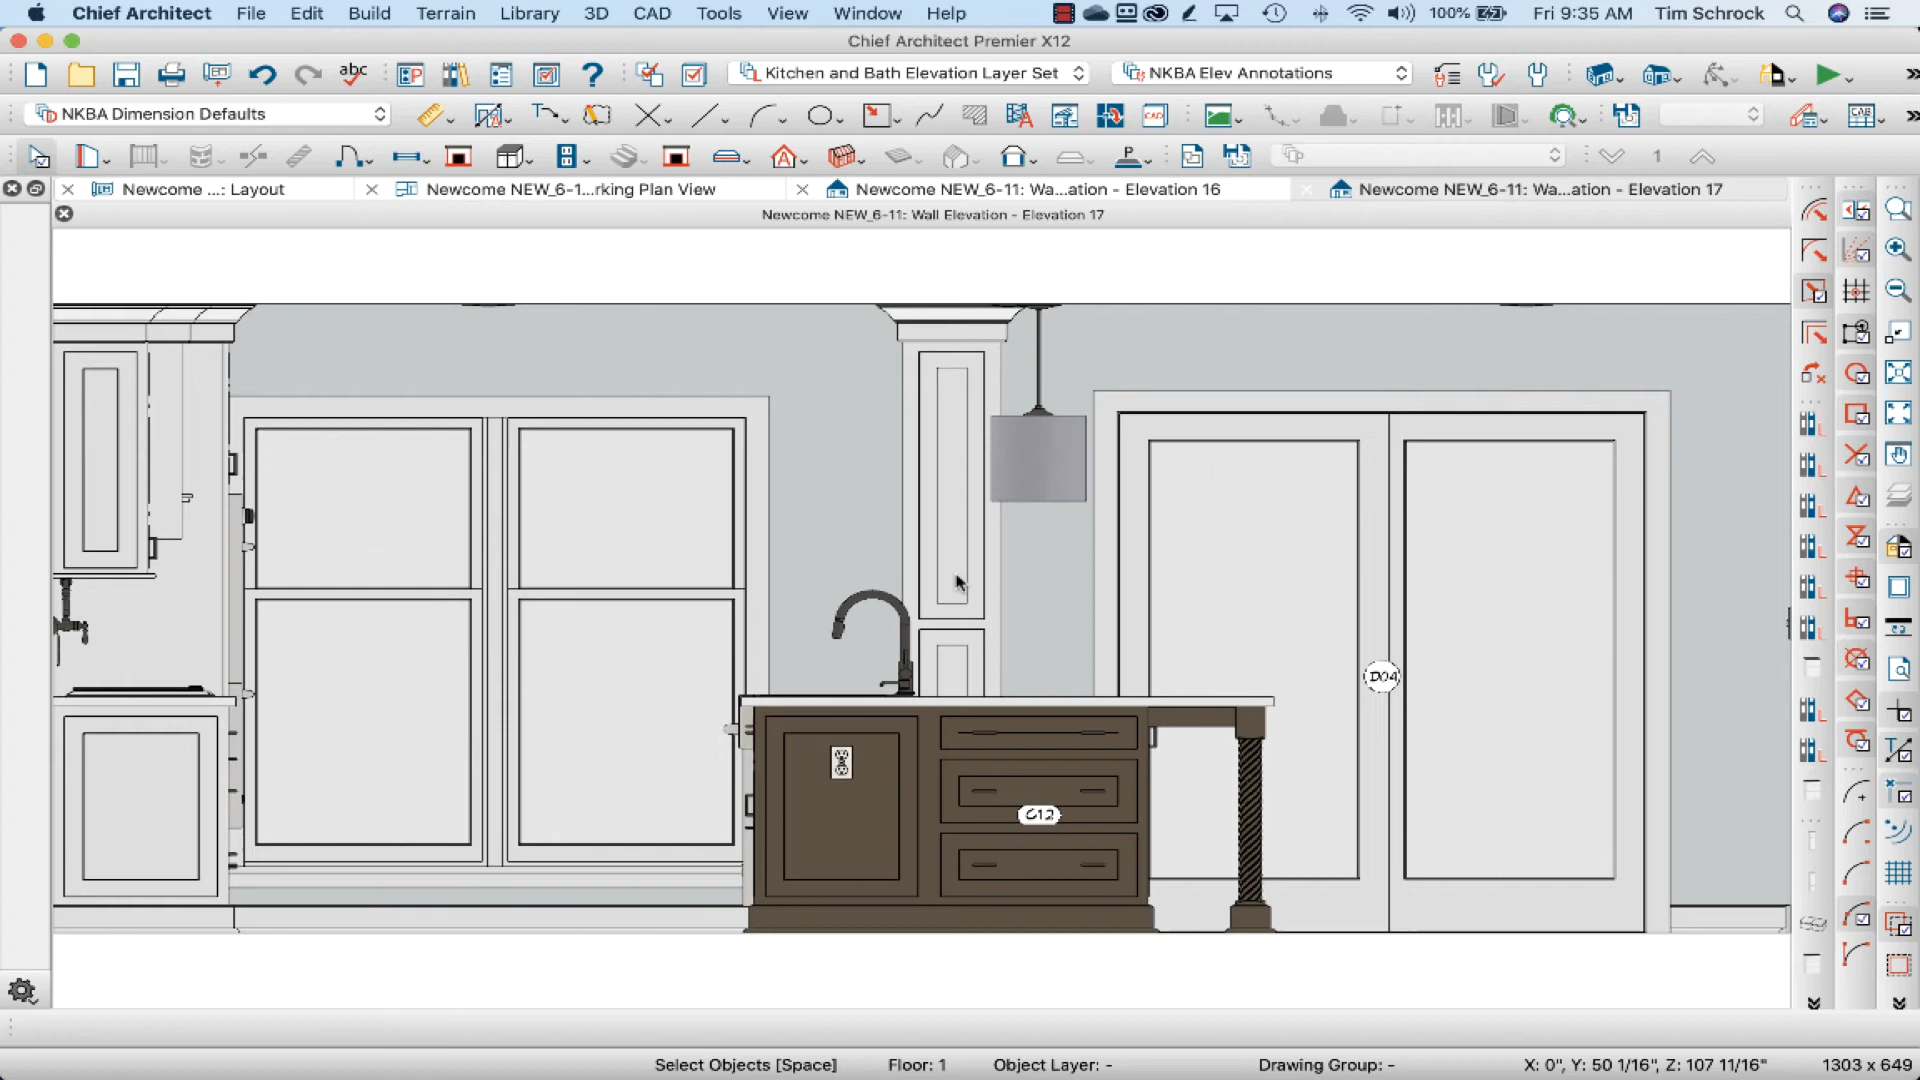 Chief Architect File Edit Build Terrain Library 3D CAD Tools View Window Help 100% Fri 9:35 AM Tim Schrock
Chief Architect Premier X12
abc P ? Kitchen and Bath Elevation Layer Set NKBA Elev Annotations
NKBA Dimension Defaults CAD CAB
P 1
Newcome ...: Layout Newcome NEW_6-1...rking Plan View Newcome NEW_6-11: Wa...ation - Elevation 16 Newcome NEW_6-11: Wa...ation - Elevation 17
Newcome NEW_6-11: Wall Elevation - Elevation 17
D04
C12
Select Objects [Space] Floor: 1 Object Layer: - Drawing Group: - X: 0", Y: 50 1/16", Z: 107 11/16" 1303 x 649